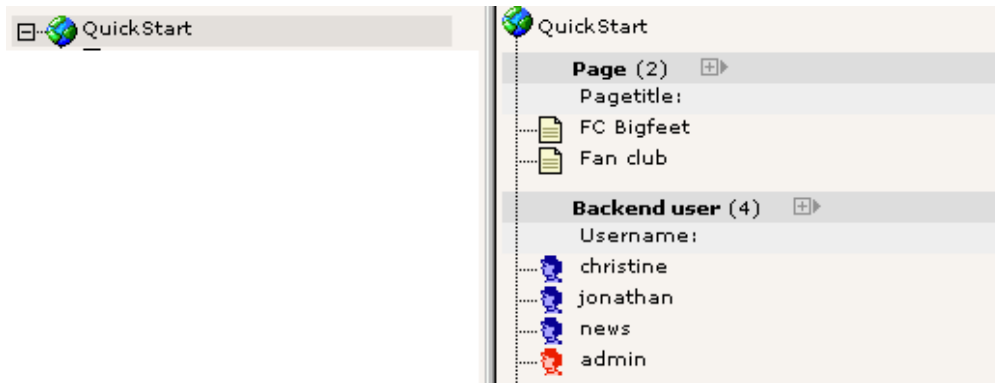 QuickStart
QuickStart
Page (2)
Pagetitle:
FC Bigfeet
Fan club
Backend user (4)
Username:
christine
jonathan
news
admin